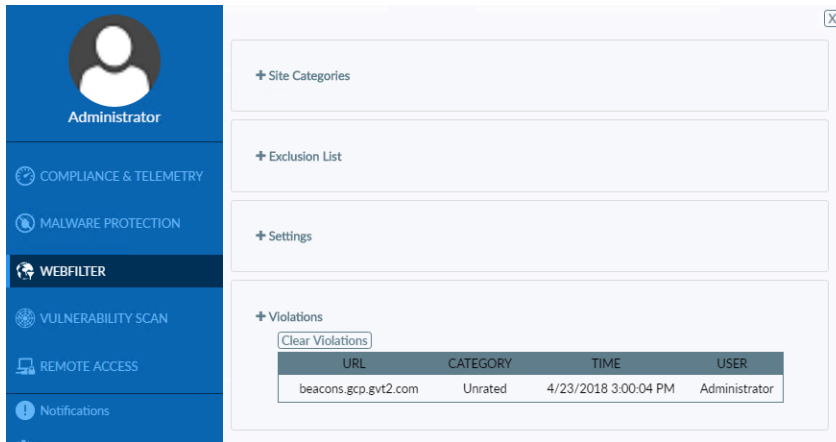 X
Administrator
COMPLIANCE & TELEMETRY
MALWARE PROTECTION
WEBFILTER
VULNERABILITY SCAN
REMOTE ACCESS
Notifications
+ Site Categories
+ Exclusion List
+ Settings
+ Violations
Clear Violations
URL CATEGORY TIME USER
beacons.gcp.gvt2.com Unrated 4/23/2018 3:00:04 PM Administrator